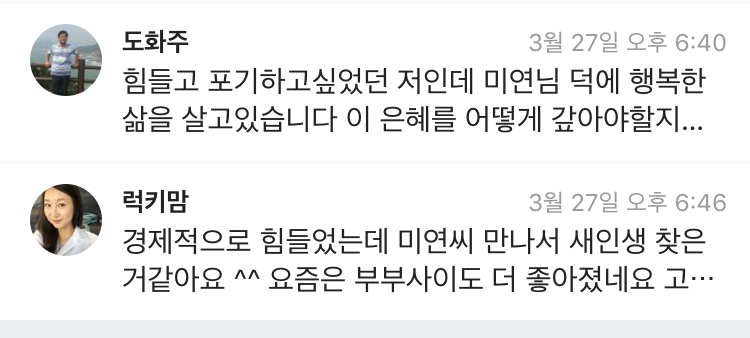 도화주
3월 27일 오후 6:40
힘들고 포기하고싶었던 저인데 미연님 덕에 행복한
삶을 살고있습니다 이 은혜를 어떻게 갚아야할지...
럭키맘
3월 27일 오후 6:46
경제적으로 힘들었는데 미연씨 만나서 새인생 찾은
거같아요 ^^ 요즘은 부부사이도 더 좋아졌네요 고…